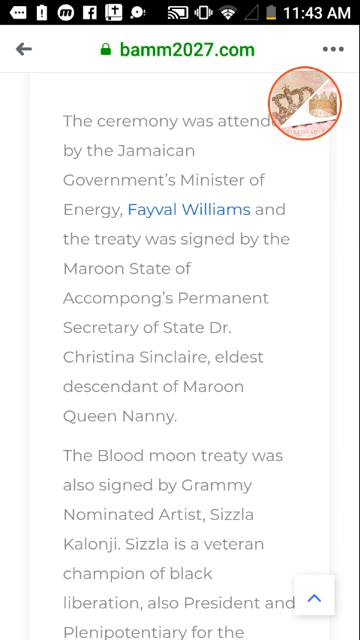 11:43 AM
bamm2027.com
The ceremony was attend
by the Jamaican
Government's Minister of
Energy, Fayval Williams and
the treaty was signed by the
Maroon State of
Accompong's Permanent
Secretary of State Dr.
Christina Sinclaire, eldest
descendant of Maroon
Queen Nanny.
The Blood moon treaty was
also signed by Grammy
Nominated Artist, Sizzla
Kalonji. Sizzla is a veteran
champion of black
liberation, also President and
Plenipotentiary for the